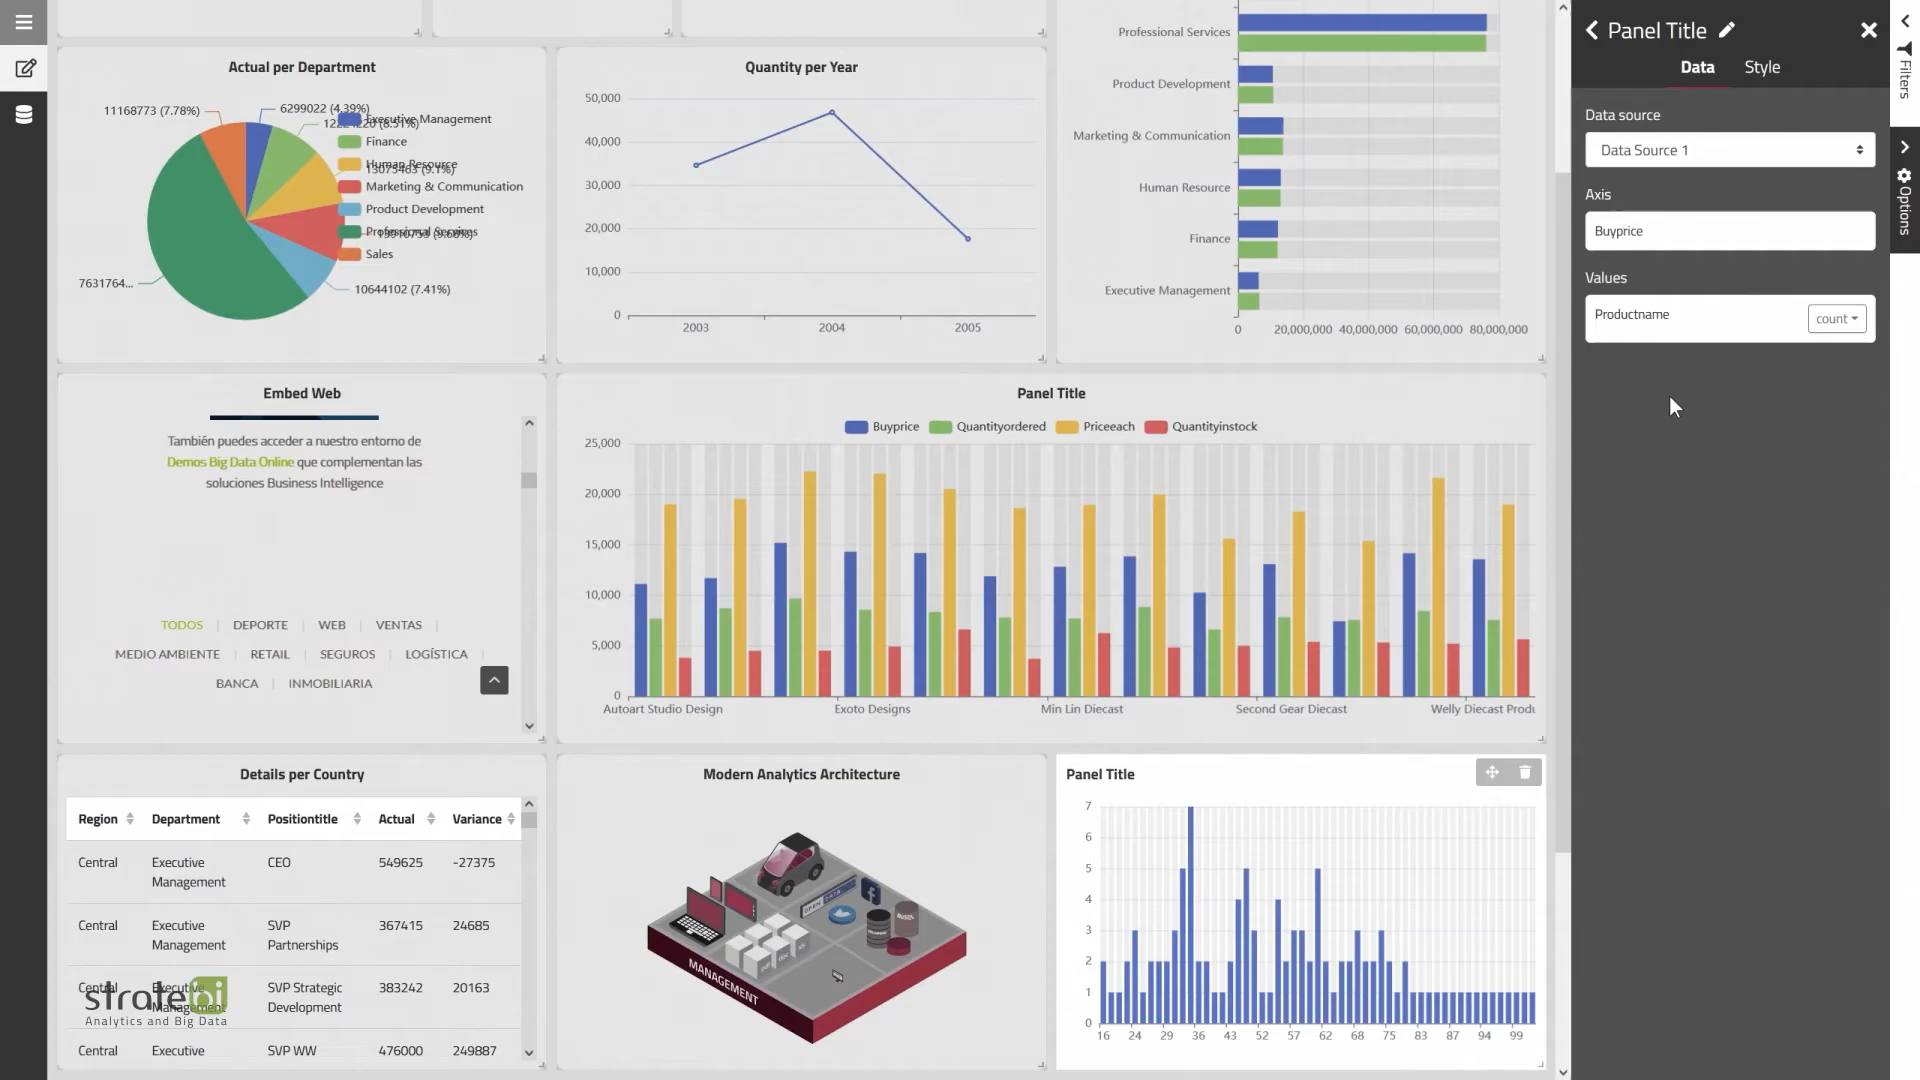 Panel Title
Data
Style
Filters
Options
Data source
Data Source 1
Axis
Buyprice
Values
Productname
count
Actual per Department
11168773 (7.78%)
6299022 (4.39%)
Executive Management
Finance
Human Resource
13075463 (9.1%)
Marketing & Communication
Product Development
Professional Services
Sales
7631764...
10644102 (7.41%)
Quantity per Year
50,000
40,000
30,000
20,000
10,000
0
2003 2004 2005
Professional Services
Product Development
Marketing & Communication
Human Resource
Finance
Executive Management
0 20,000,000 40,000,000 60,000,000 80,000,000
Embed Web
También puedes acceder a nuestro entorno de
Demos Big Data Online que complementan las
soluciones Business Intelligence
TODOS | DEPORTE | WEB | VENTAS |
MEDIO AMBIENTE | RETAIL | SEGUROS | LOGÍSTICA |
BANCA | INMOBILIARIA
Panel Title
Buyprice Quantityordered Priceeach Quantityinstock
25,000
20,000
15,000
10,000
5,000
0
Autoart Studio Design Exoto Designs Min Lin Diecast Second Gear Diecast Welly Diecast Produ
Details per Country
Region Department Positiontitle Actual Variance
Central Executive CEO 549625 -27375
Management
Central Executive SVP 367415 24685
Management Partnerships
Central Executive SVP Strategic 383242 20163
Management Development
Central Executive SVP WW 476000 249887
stratebi
Analytics and Big Data
Modern Analytics Architecture
OPEN DATA
MANAGEMENT
Panel Title
7
6
5
4
3
2
1
0
16 24 29 36 43 48 52 57 62 68 75 83 87 94 99